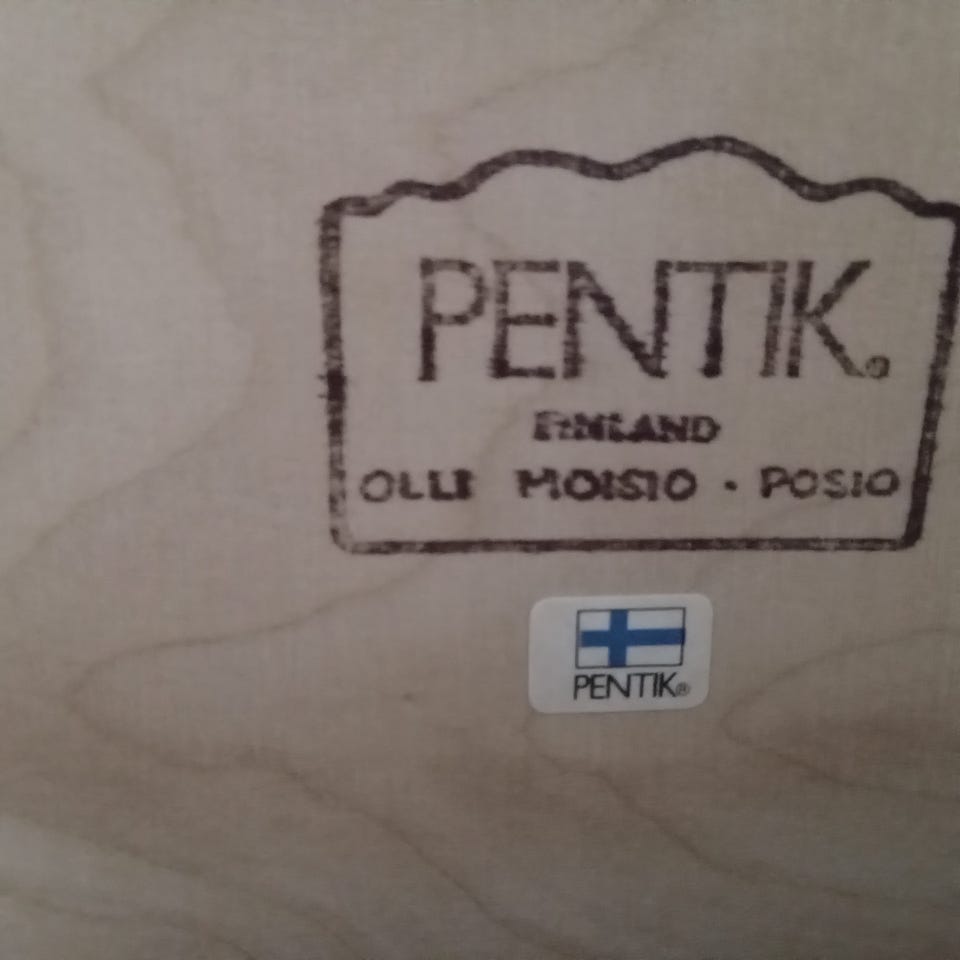 PENTIK®
FINLAND
OLLI MOISIO · POSIO
PENTIK®